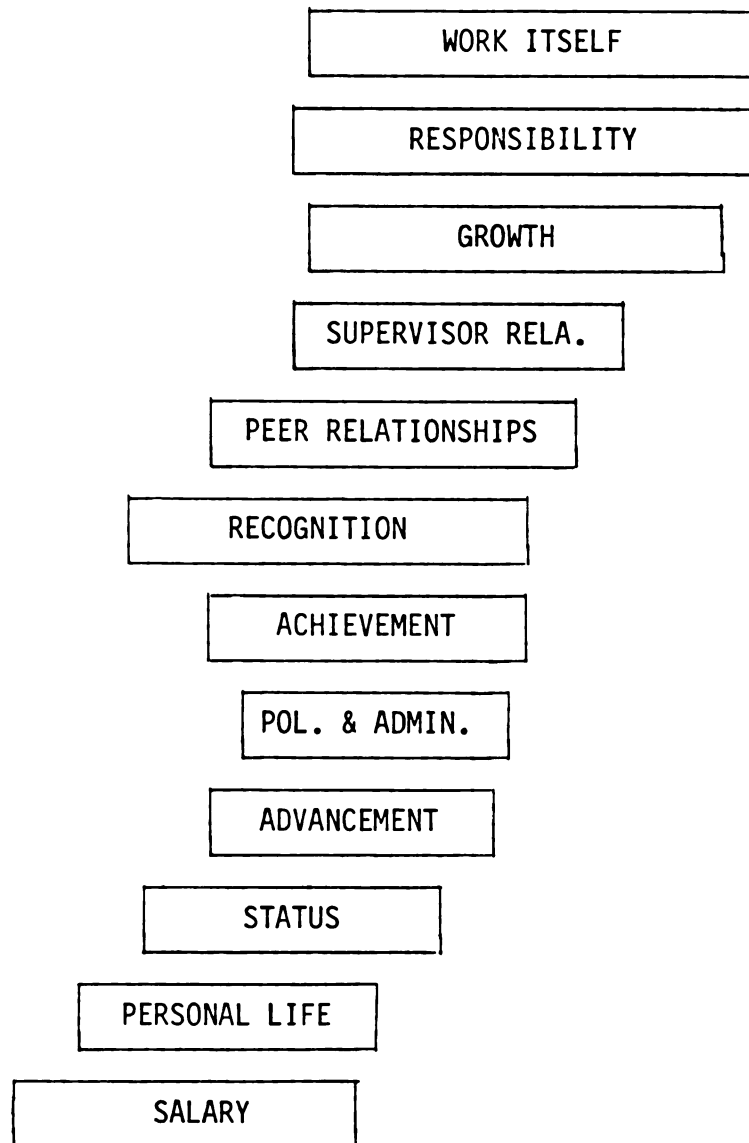 WORK ITSELF
RESPONSIBILITY
GROWTH
SUPERVISOR RELA.
PEER RELATIONSHIPS
RECOGNITION
ACHIEVEMENT
POL. & ADMIN.
ADVANCEMENT
STATUS
PERSONAL LIFE
SALARY